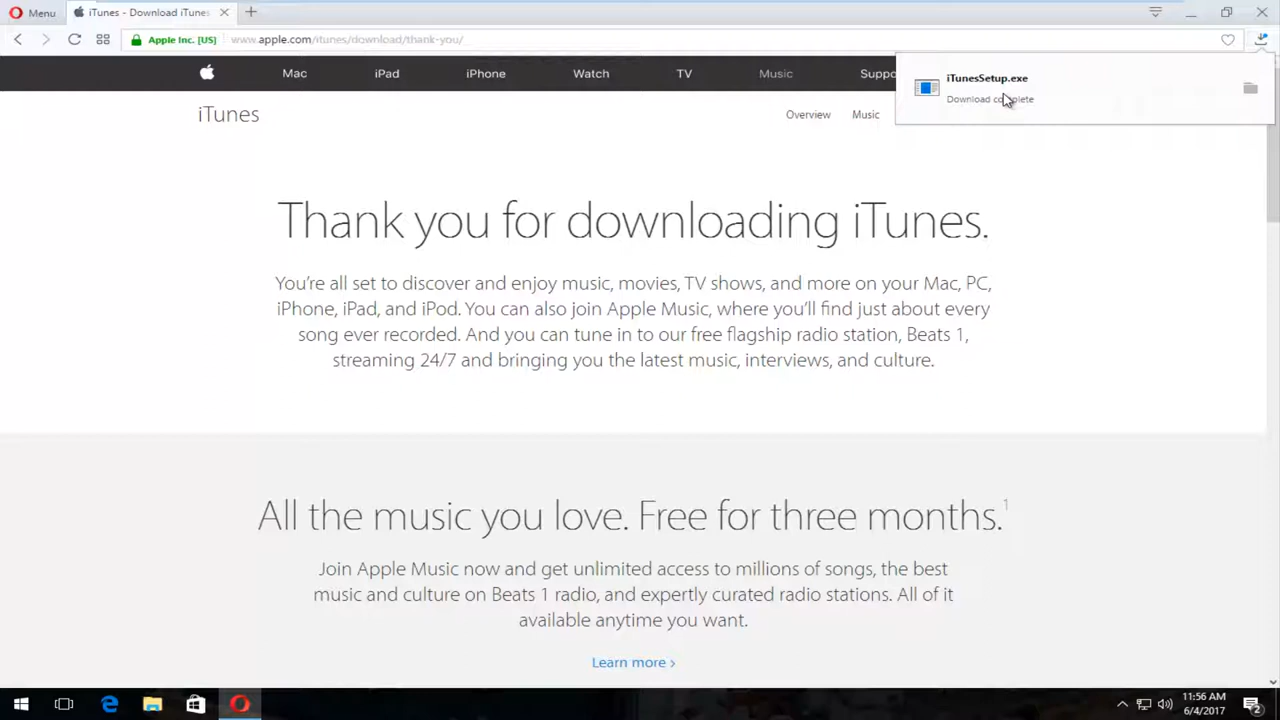 Menu
iTunes - Download iTunes
Apple Inc. [US]
www.apple.com/itunes/download/thank-you/
iTunesSetup.exe
Download complete
Mac
iPad
iPhone
Watch
TV
Music
Suppo
iTunes
Overview
Music
Thank you for downloading iTunes.
You’re all set to discover and enjoy music, movies, TV shows, and more on your Mac, PC,
iPhone, iPad, and iPod. You can also join Apple Music, where you’ll find just about every
song ever recorded. And you can tune in to our free flagship radio station, Beats 1,
streaming 24/7 and bringing you the latest music, interviews, and culture.
All the music you love. Free for three months.1
Join Apple Music now and get unlimited access to millions of songs, the best
music and culture on Beats 1 radio, and expertly curated radio stations. All of it
available anytime you want.
Learn more ›
11:56 AM
6/4/2017
2